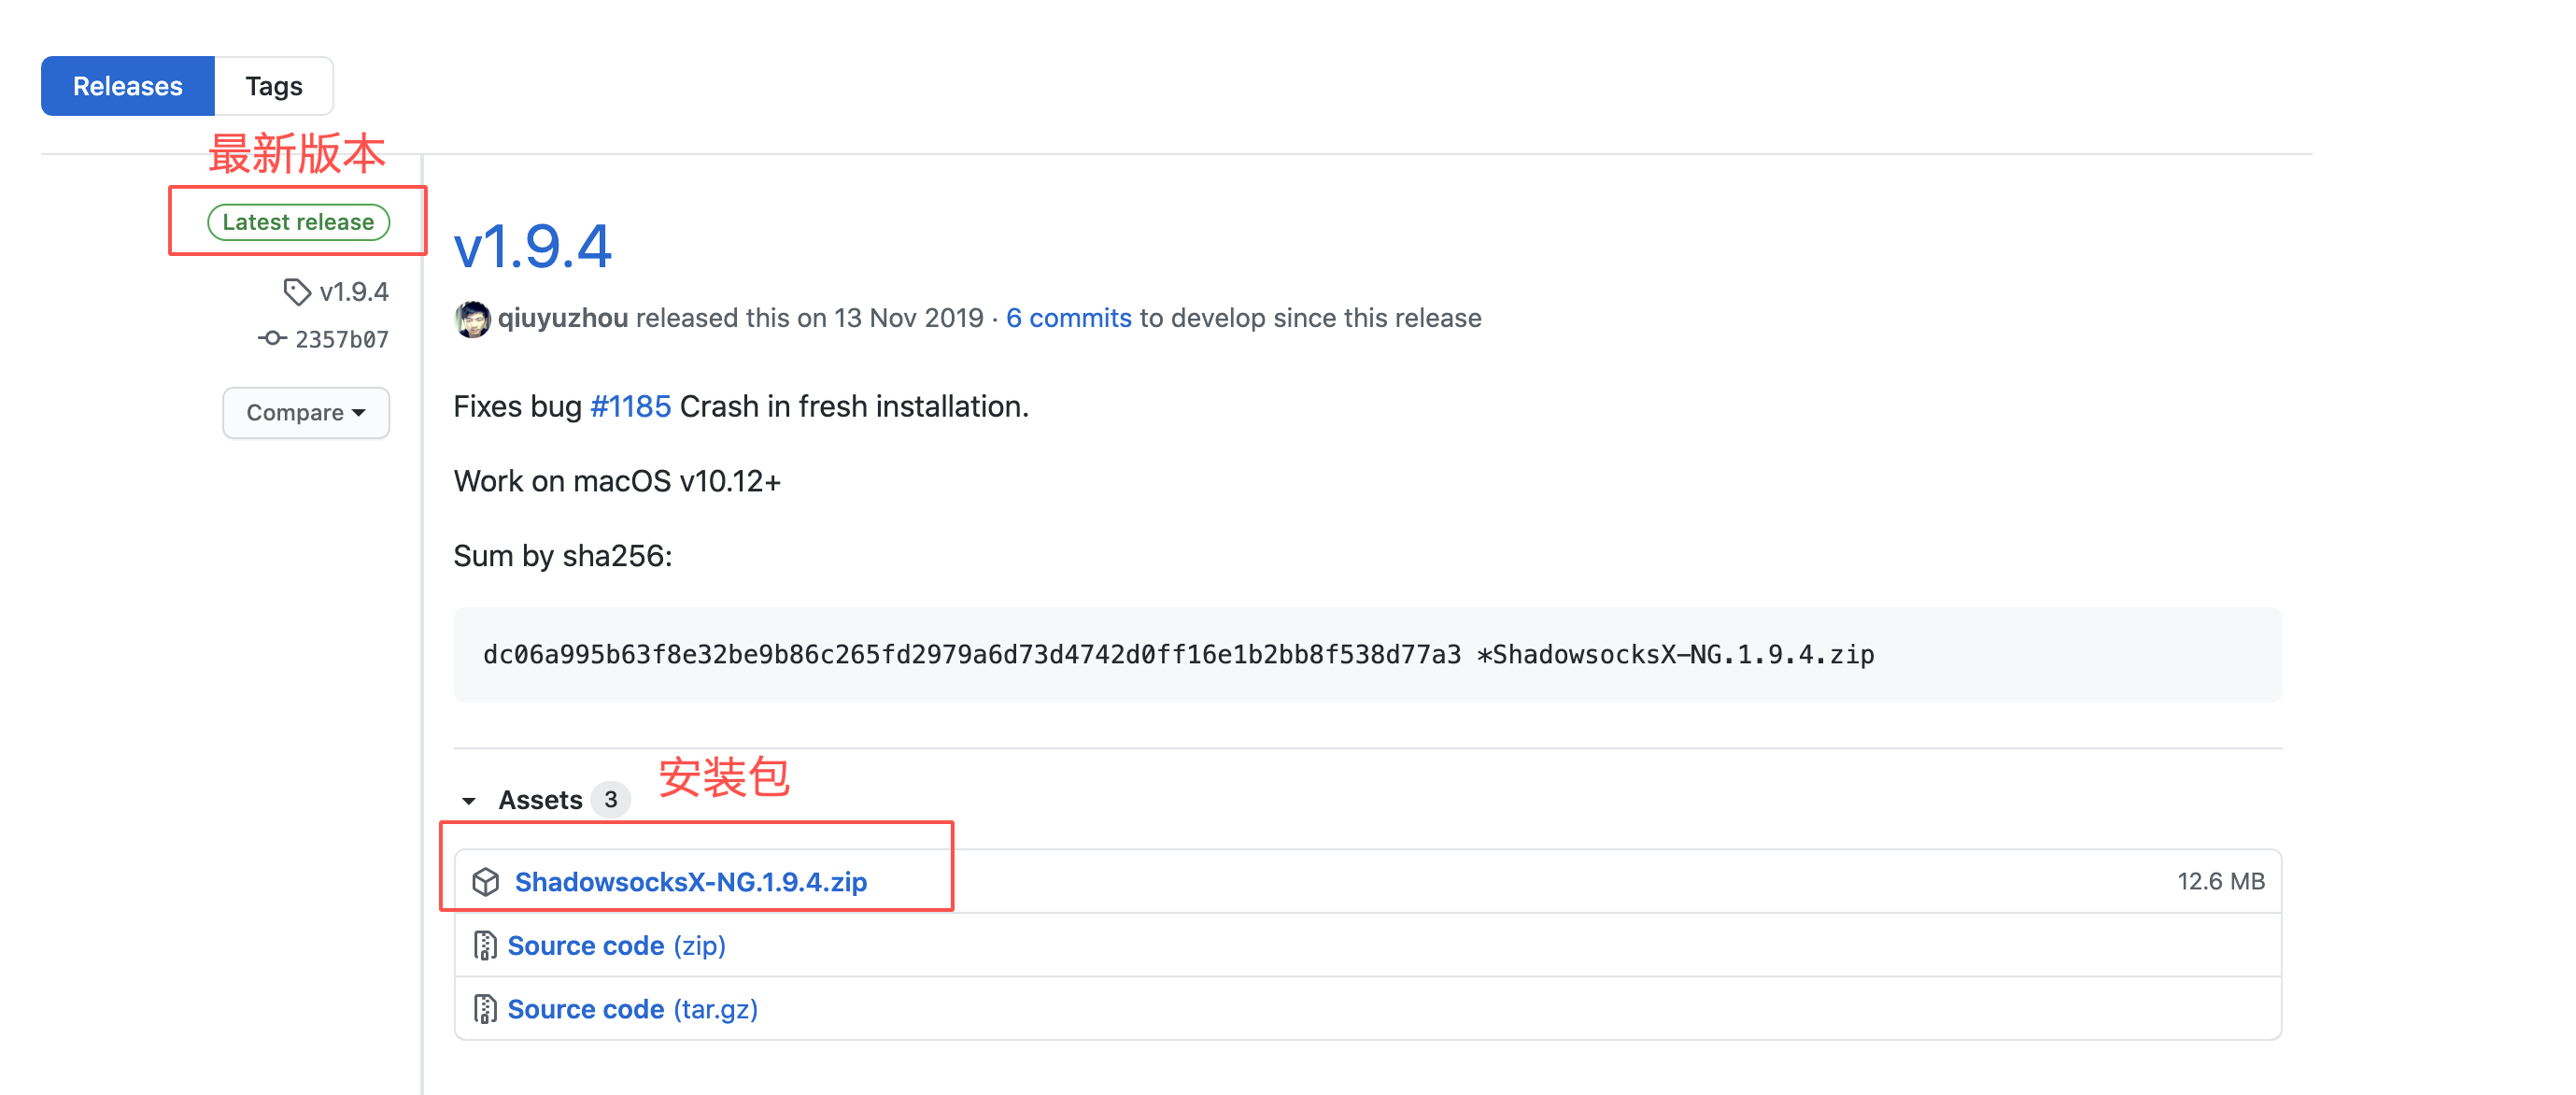 Releases Tags
最新版本
Latest release
v1.9.4
2357b07
Compare
v1.9.4
qiuyuzhou released this on 13 Nov 2019 · 6 commits to develop since this release
Fixes bug #1185 Crash in fresh installation.
Work on macOS v10.12+
Sum by sha256:
dc06a995b63f8e32be9b86c265fd2979a6d73d4742d0ff16e1b2bb8f538d77a3 *ShadowsocksX-NG.1.9.4.zip
安装包
Assets 3
ShadowsocksX-NG.1.9.4.zip 12.6 MB
Source code (zip)
Source code (tar.gz)